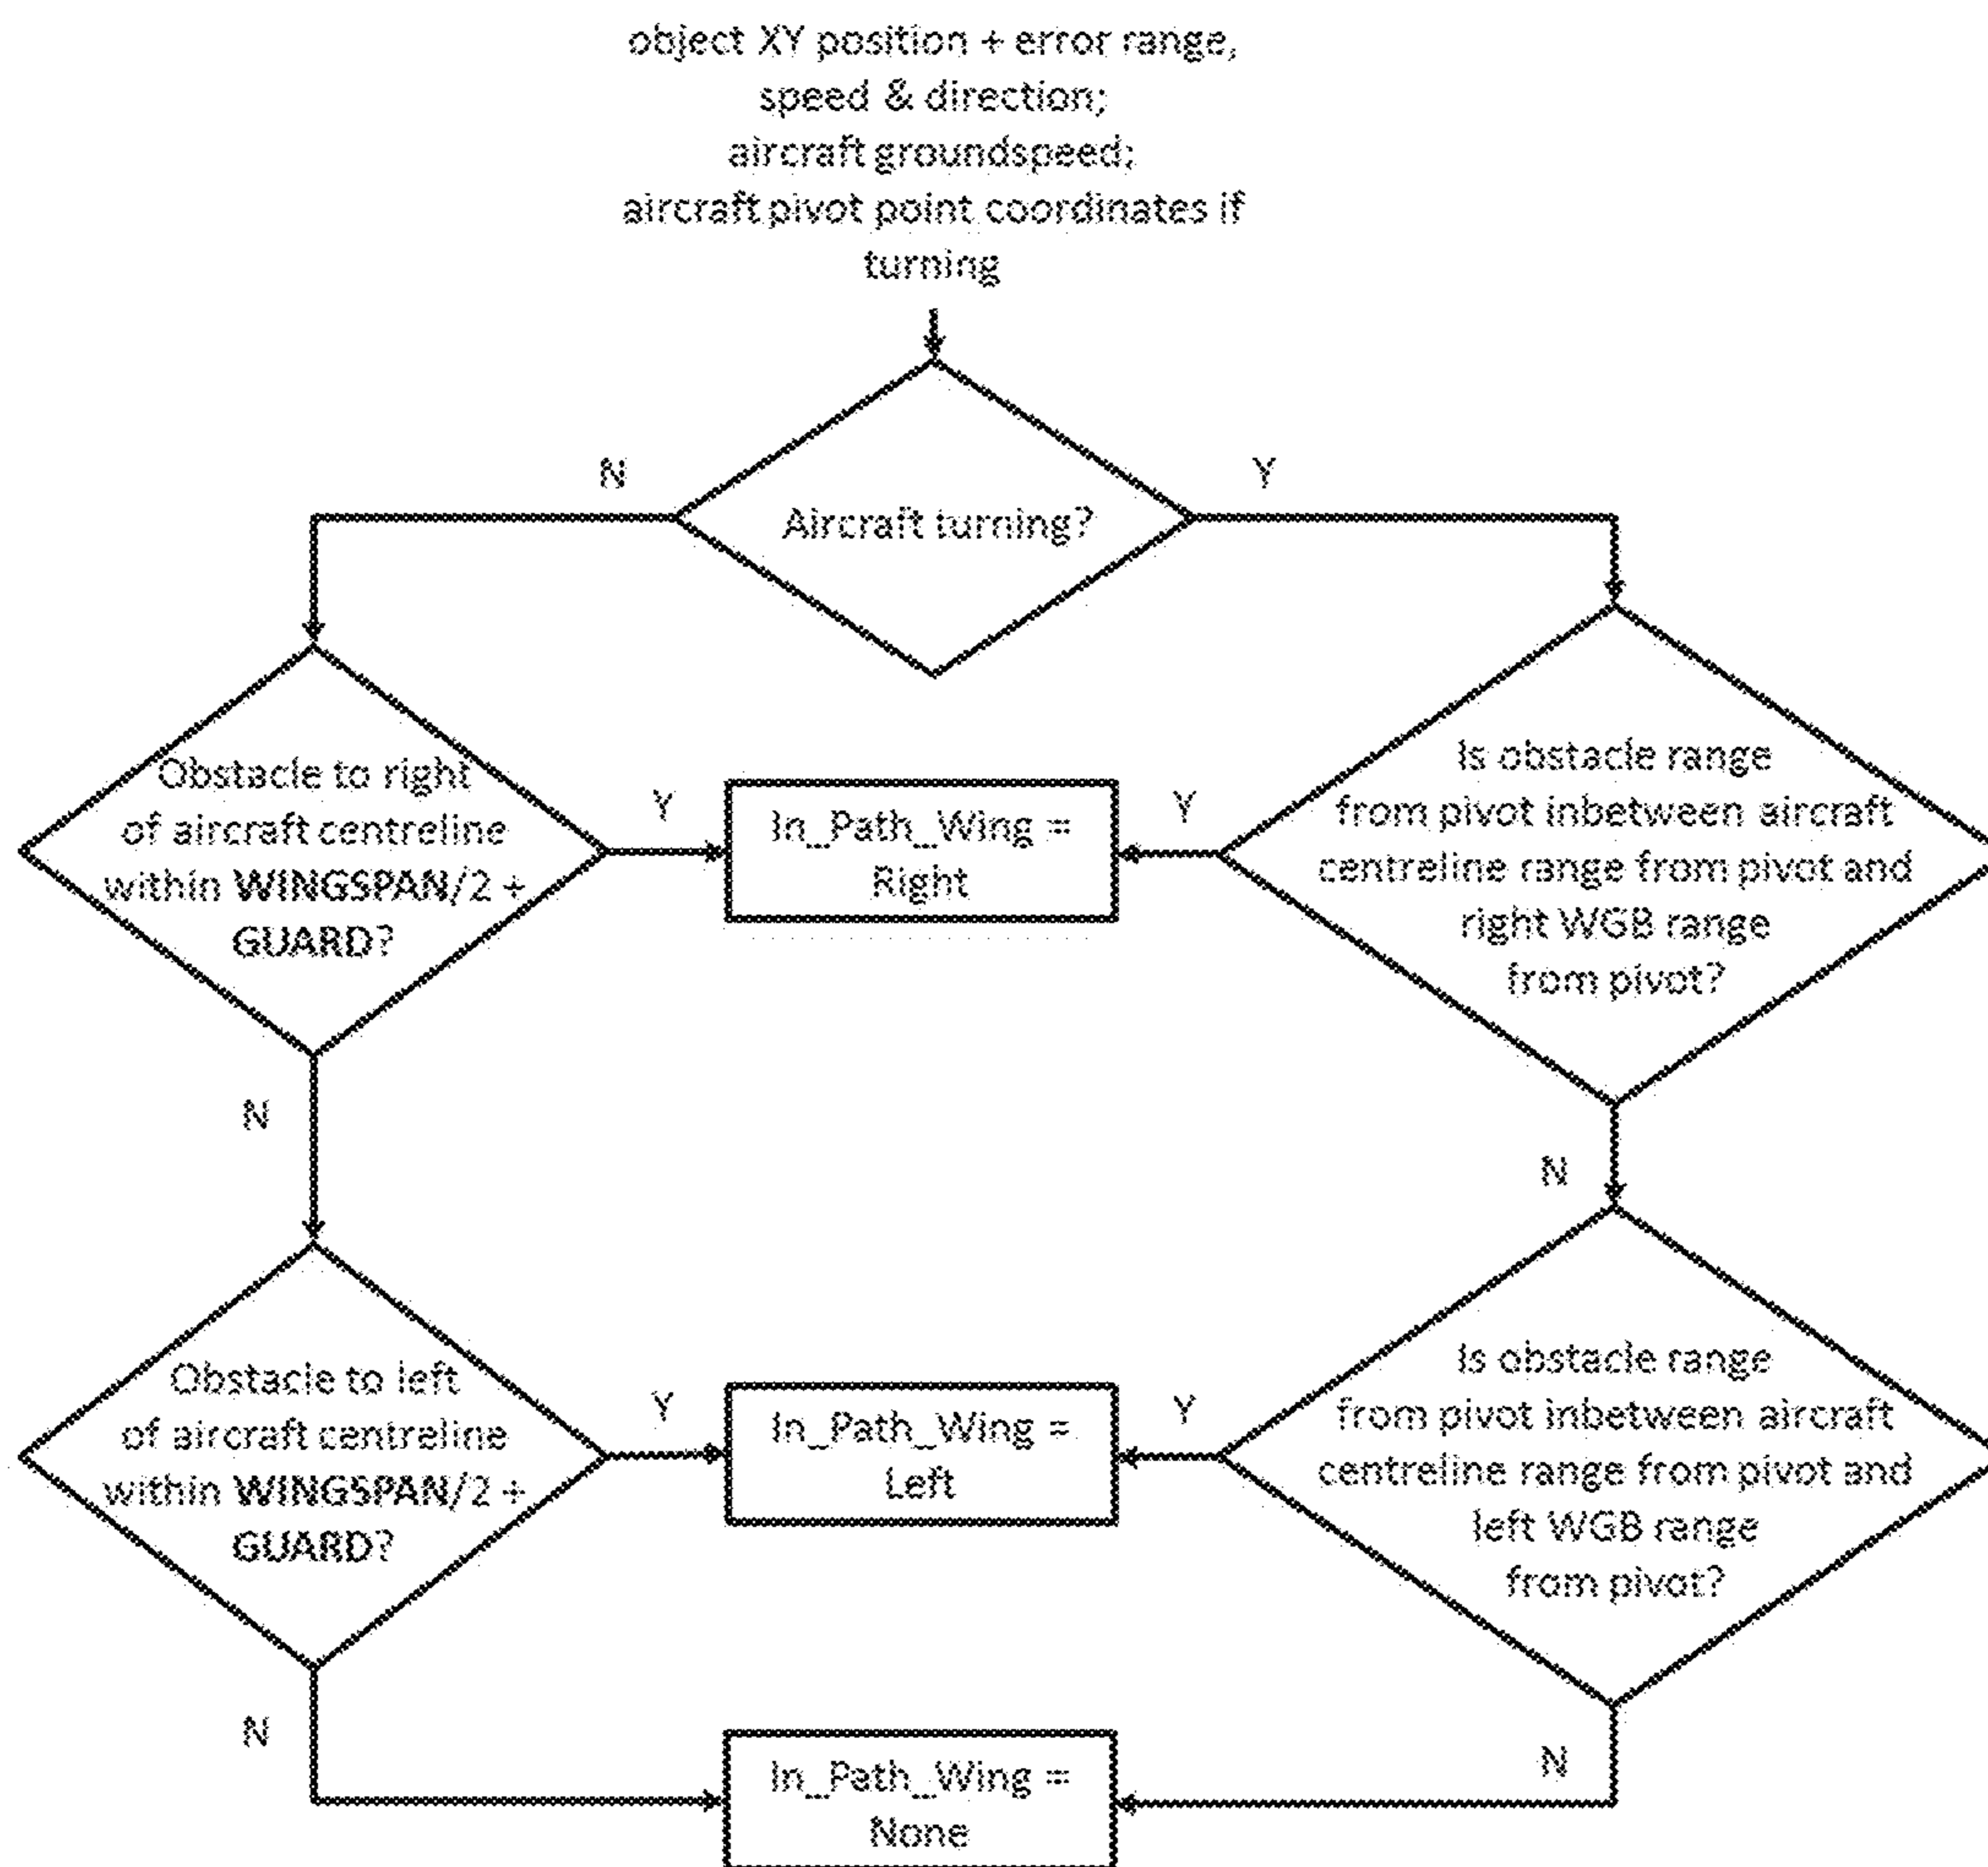 object XY position + error range,
speed & direction;
aircraft groundspeed;
aircraft pivot point coordinates if
turning
N
Y
Aircraft turning?
Obstacle to right
of aircraft centreline
within WINGSPAN/2 +
GUARD?
Y
In_Path_Wing =
Right
Y
Is obstacle range
from pivot inbetween aircraft
centreline range from pivot and
right WGB range
from pivot?
N
N
Obstacle to left
of aircraft centreline
within WINGSPAN/2 +
GUARD?
Y
In_Path_Wing =
Left
Y
Is obstacle range
from pivot inbetween aircraft
centreline range from pivot and
left WGB range
from pivot?
N
In_Path_Wing =
None
N